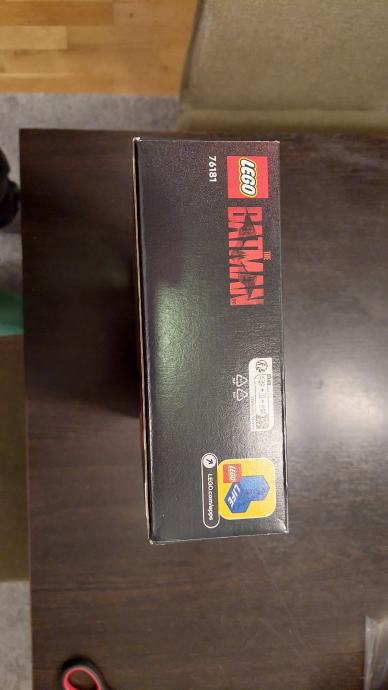 LEGO
76181
THE
BATMAN
LEGO
LIFE
LEGO.com/apps